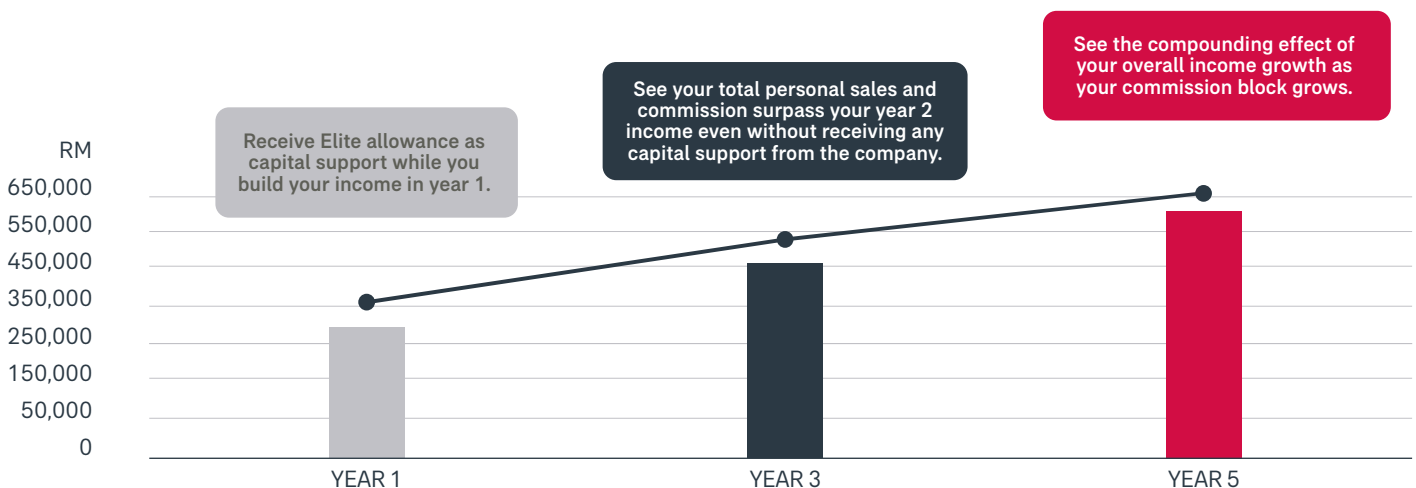 See the compounding effect of
your overall income growth as
your commission block grows.
See your total personal sales and
commission surpass your year 2
income even without receiving any
capital support from the company.
Receive Elite allowance as
capital support while you
build your income in year 1.
RM
650,000
550,000
450,000
350,000
250,000
150,000
50,000
0
YEAR 1
YEAR 3
YEAR 5